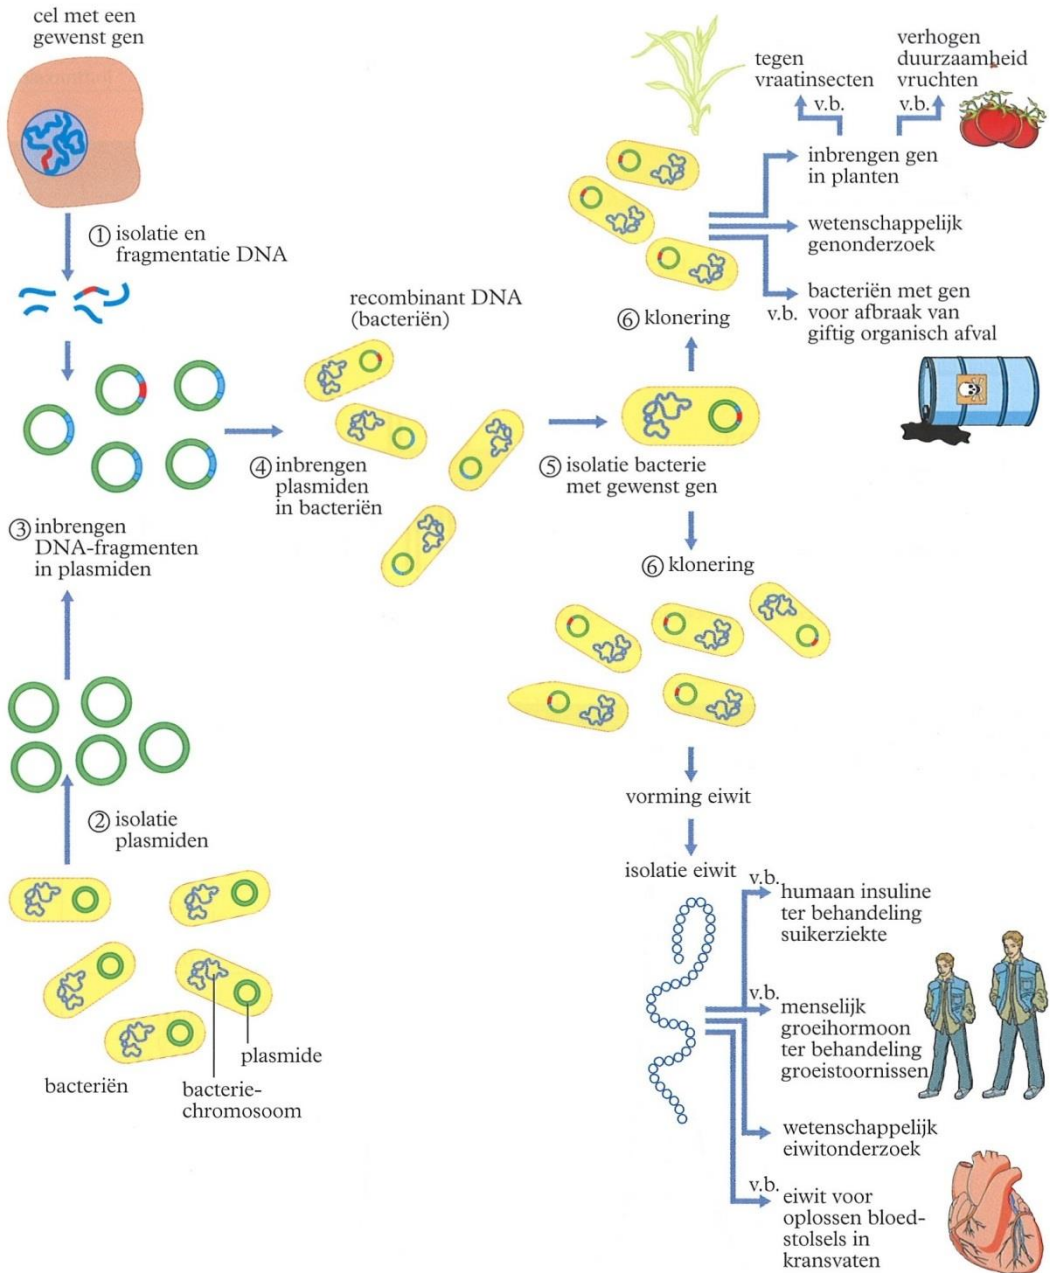 cel met een
gewenst gen
① isolatie en
fragmentatie DNA
③ inbrengen
DNA-fragmenten
in plasmiden
② isolatie
plasmiden
bacteriën
bacterie-
chromosoom
plasmide
④ inbrengen
plasmiden
in bacteriën
recombinant DNA
(bacteriën)
⑤ isolatie bacterie
met gewenst gen
⑥ klonering
tegen
vraatinsecten
v.b.
verhogen
duurzaamheid
vruchten
v.b.
inbrengen gen
in planten
wetenschappelijk
genonderzoek
v.b.
bacteriën met gen
voor afbraak van
giftig organisch afval
⑥ klonering
vorming eiwit
isolatie eiwit
v.b.
humaan insuline
ter behandeling
suikerziekte
v.b.
menselijk
groeihormoon
ter behandeling
groeistoornissen
wetenschappelijk
eiwitonderzoek
v.b.
eiwit voor
oplossen bloed-
stolsels in
kransvaten